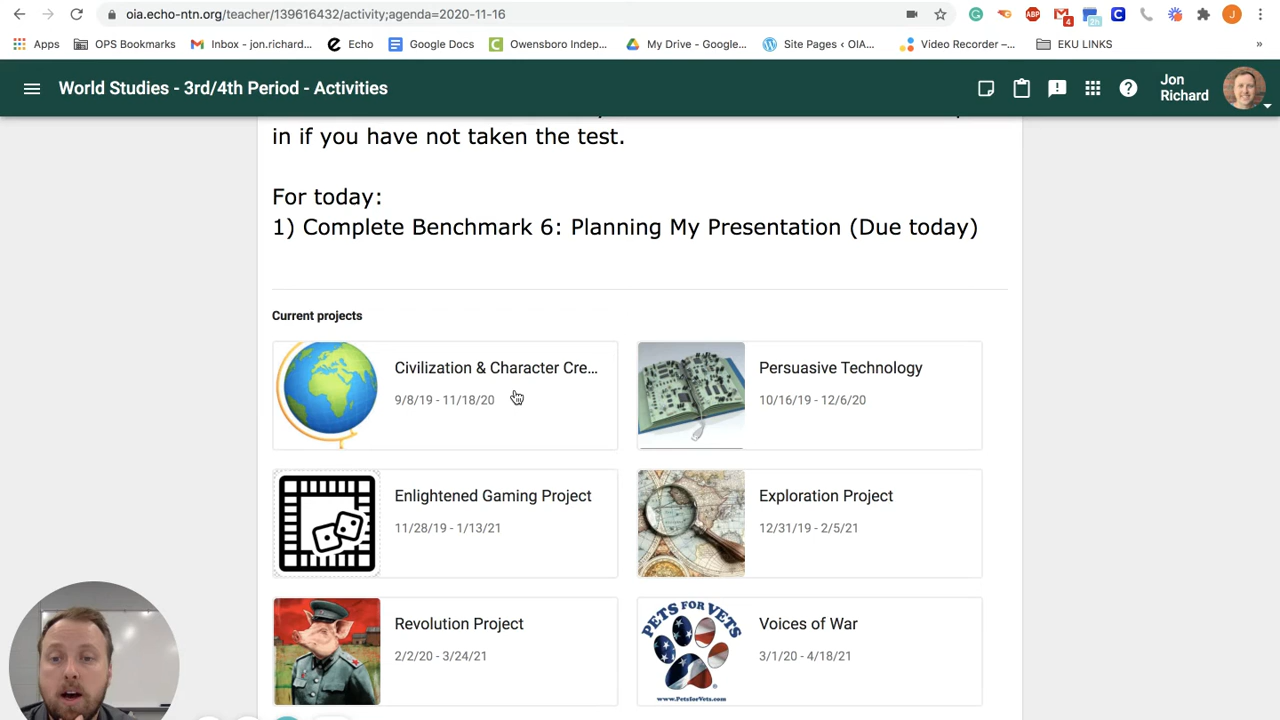 oia.echo-ntn.org/teacher/139616432/activity;agenda=2020-11-16
ABP
4
2h
C
J
Apps
OPS Bookmarks
Inbox - jon.richard...
Echo
Google Docs
Owensboro Indep...
My Drive - Google...
Site Pages ‹ OIA...
Video Recorder –...
EKU LINKS
»
World Studies - 3rd/4th Period - Activities
Jon
Richard
in if you have not taken the test.
For today:
1) Complete Benchmark 6: Planning My Presentation (Due today)
Current projects
Civilization & Character Cre...
9/8/19 - 11/18/20
Persuasive Technology
10/16/19 - 12/6/20
Enlightened Gaming Project
11/28/19 - 1/13/21
Exploration Project
12/31/19 - 2/5/21
Revolution Project
2/2/20 - 3/24/21
PETS FOR VETS
www.PetsforVets.com
Voices of War
3/1/20 - 4/18/21